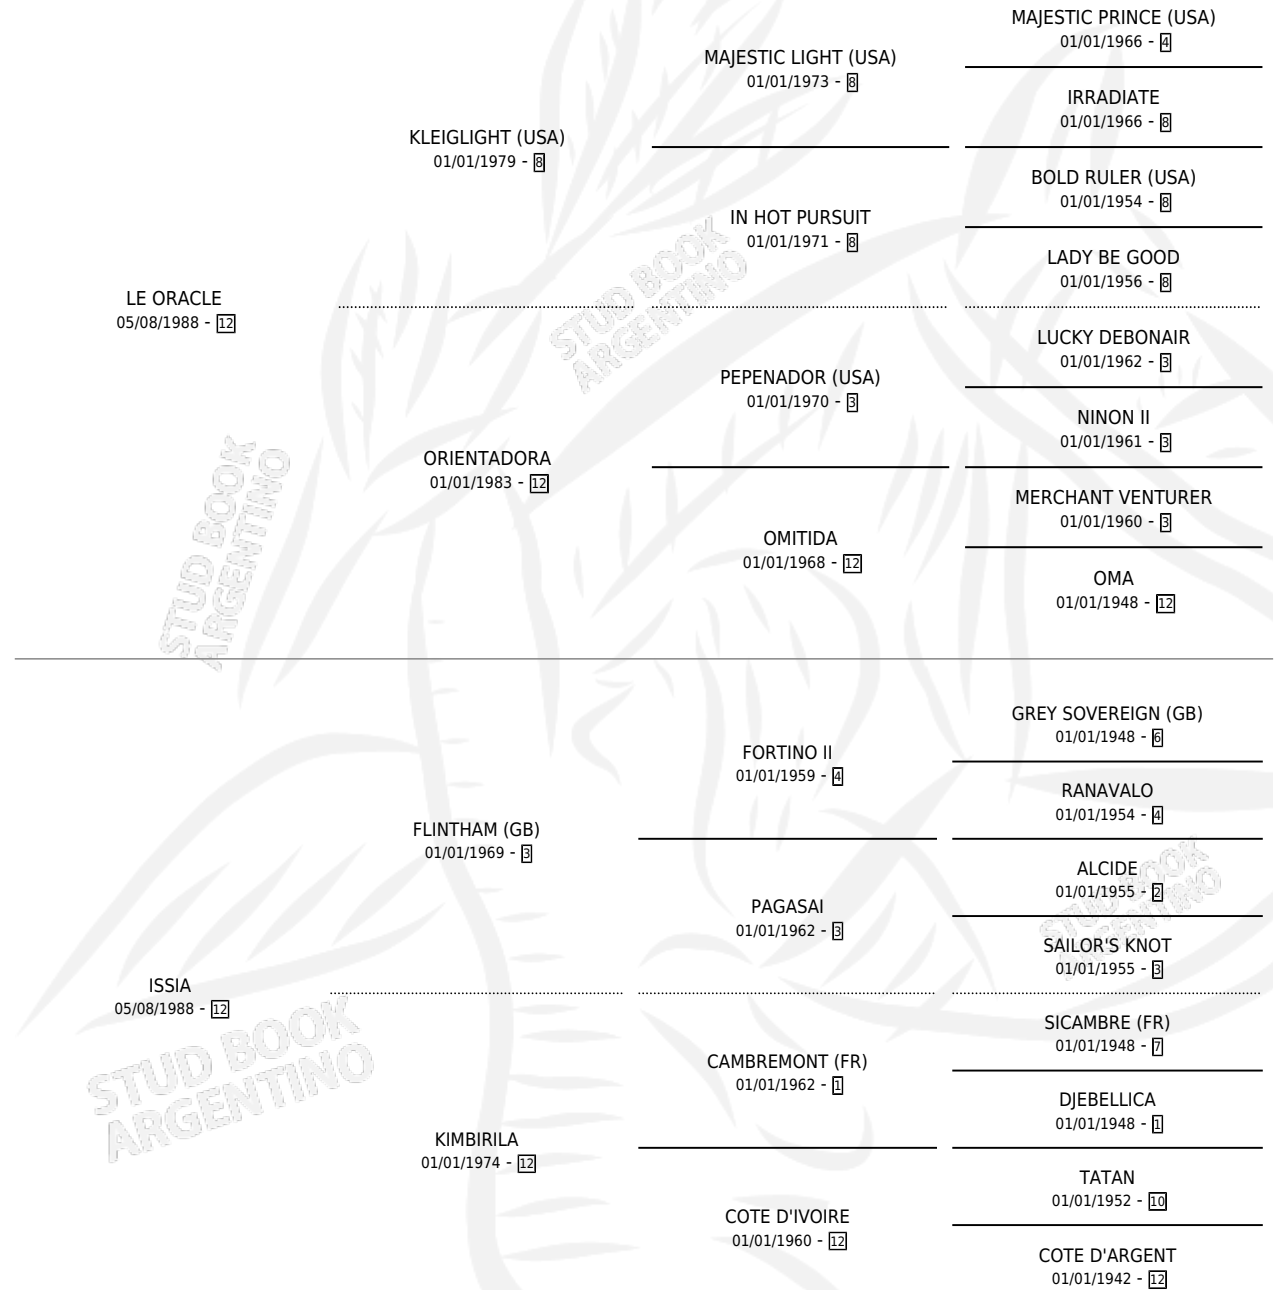 MAJESTIC PRINCE (USA)
01/01/1966 - 4
MAJESTIC LIGHT (USA)
01/01/1973 - 8
IRRADIATE
01/01/1966 - 8
KLEIGLIGHT (USA)
01/01/1979 - 8
BOLD RULER (USA)
01/01/1954 - 8
IN HOT PURSUIT
01/01/1971 - 8
LADY BE GOOD
01/01/1956 - 8
LE ORACLE
05/08/1988 - 12
LUCKY DEBONAIR
01/01/1962 - 3
PEPENADOR (USA)
01/01/1970 - 3
NINON II
01/01/1961 - 3
ORIENTADORA
01/01/1983 - 12
MERCHANT VENTURER
01/01/1960 - 3
OMITIDA
01/01/1968 - 12
OMA
01/01/1948 - 12
GREY SOVEREIGN (GB)
01/01/1948 - 6
FORTINO II
01/01/1959 - 4
RANAVALO
01/01/1954 - 4
FLINTHAM (GB)
01/01/1969 - 3
ALCIDE
01/01/1955 - 2
PAGASAI
01/01/1962 - 3
SAILOR'S KNOT
01/01/1955 - 3
ISSIA
05/08/1988 - 12
SICAMBRE (FR)
01/01/1948 - 7
CAMBREMONT (FR)
01/01/1962 - 1
DJEBELLICA
01/01/1948 - 1
KIMBIRILA
01/01/1974 - 12
TATAN
01/01/1952 - 10
COTE D'IVOIRE
01/01/1960 - 12
COTE D'ARGENT
01/01/1942 - 12
STUD BOOK
ARGENTINO
STUD BOOK
ARGENTINO
STUD BOOK
ARGENTINO
STUD BOOK
ARGENTINO